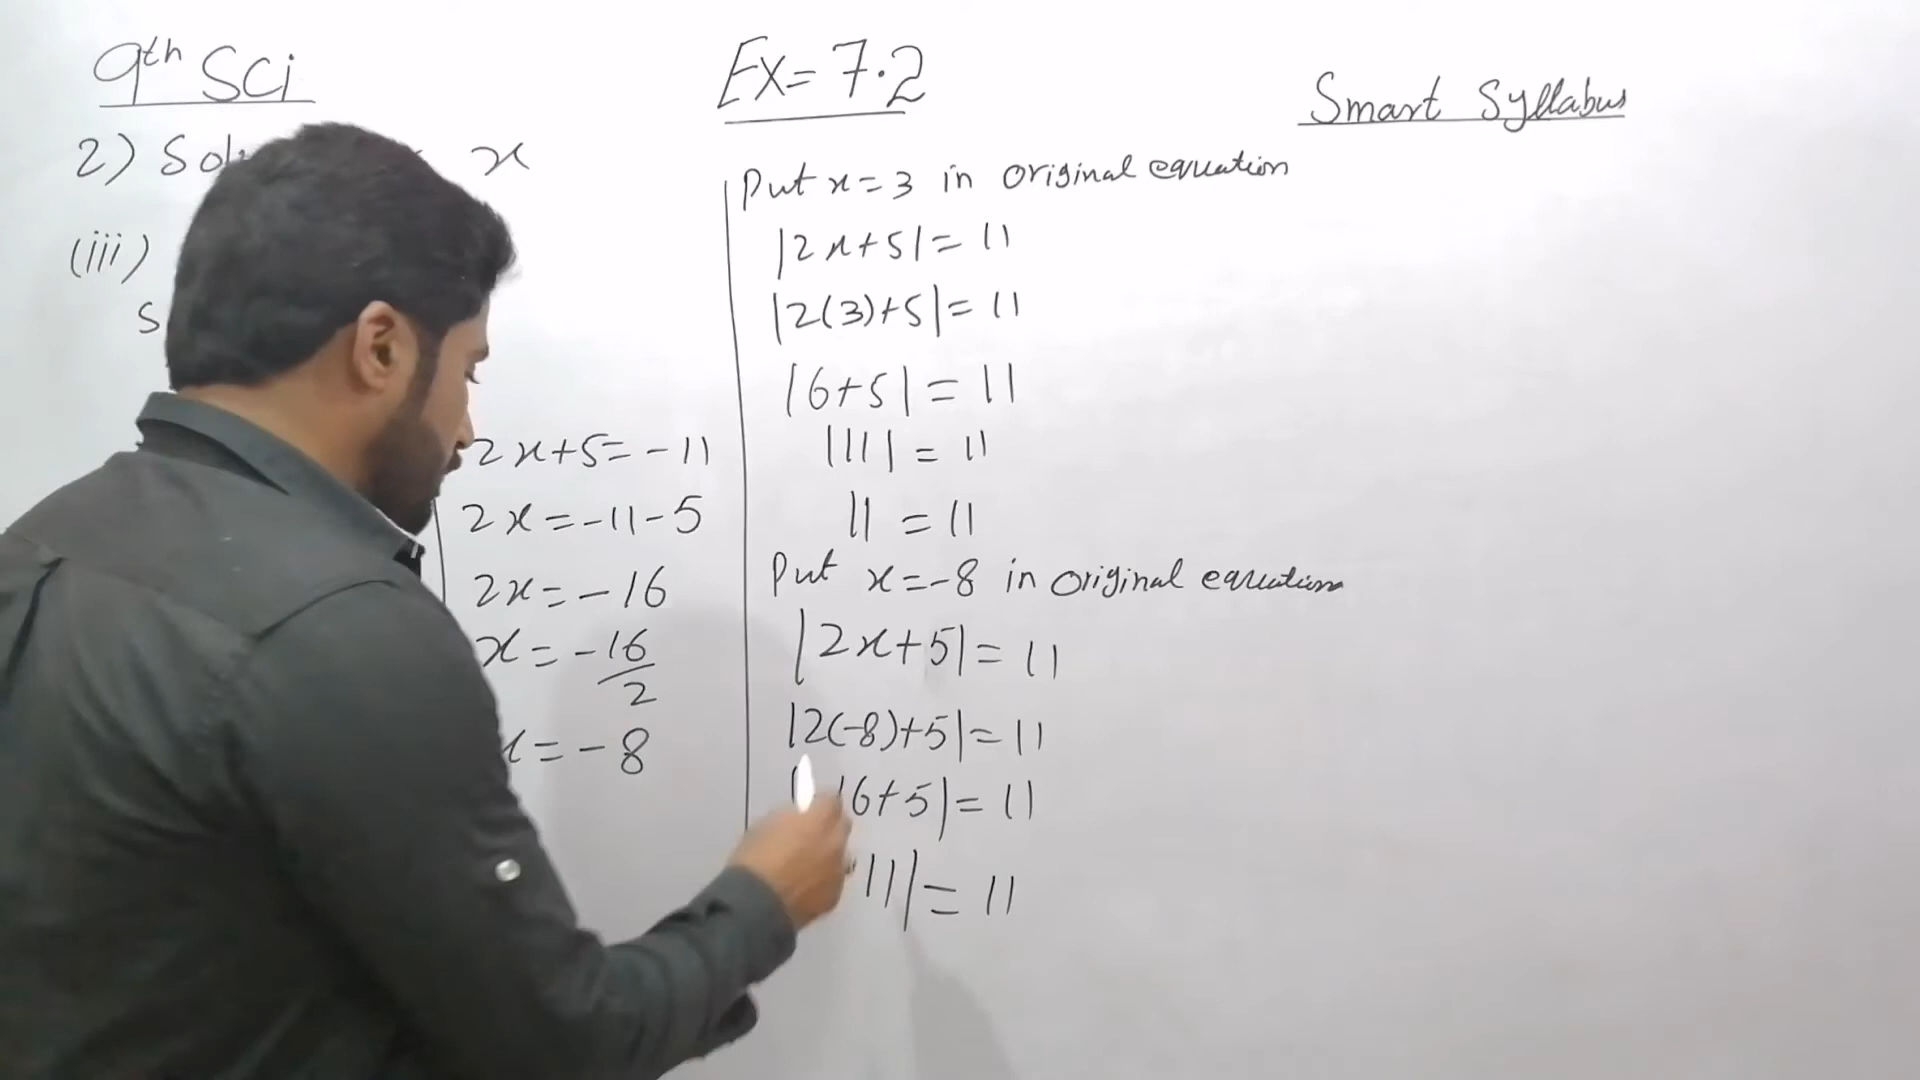 9th Sci
Ex= 7.2
Smart Syllabus
2) x
(iii)
S
2x+5=-11
2x=-11-5
2x=-16
x=-16/2
x=-8
Put x=3 in original equation
|2x+5|=11
|2(3)+5|=11
|6+5|=11
|11|=11
11=11
Put x=-8 in original equation
|2x+5|=11
|2(-8)+5|=11
6+5|=11
11|=11